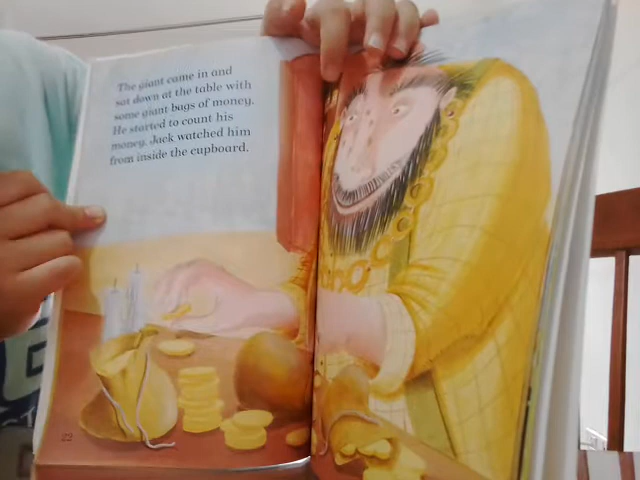 The giant came in and
sat down at the table with
some giant bags of money.
He started to count his
money. Jack watched him
from inside the cupboard.